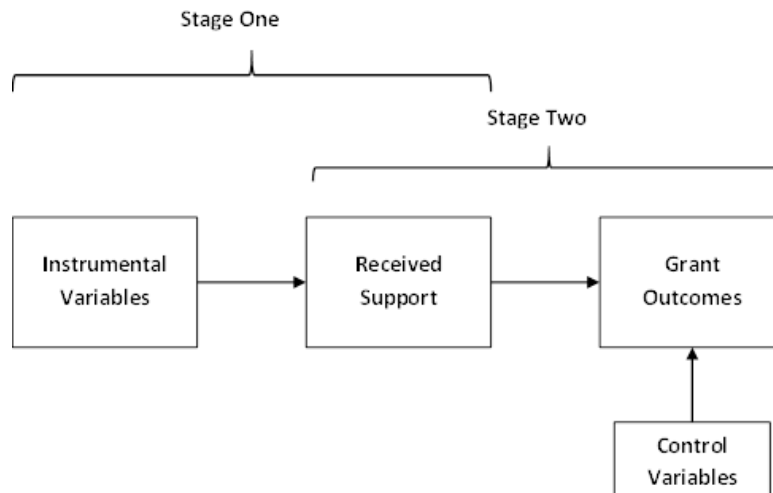 Stage One
Stage Two
Instrumental
Variables
Received
Support
Grant
Outcomes
Control
Variables